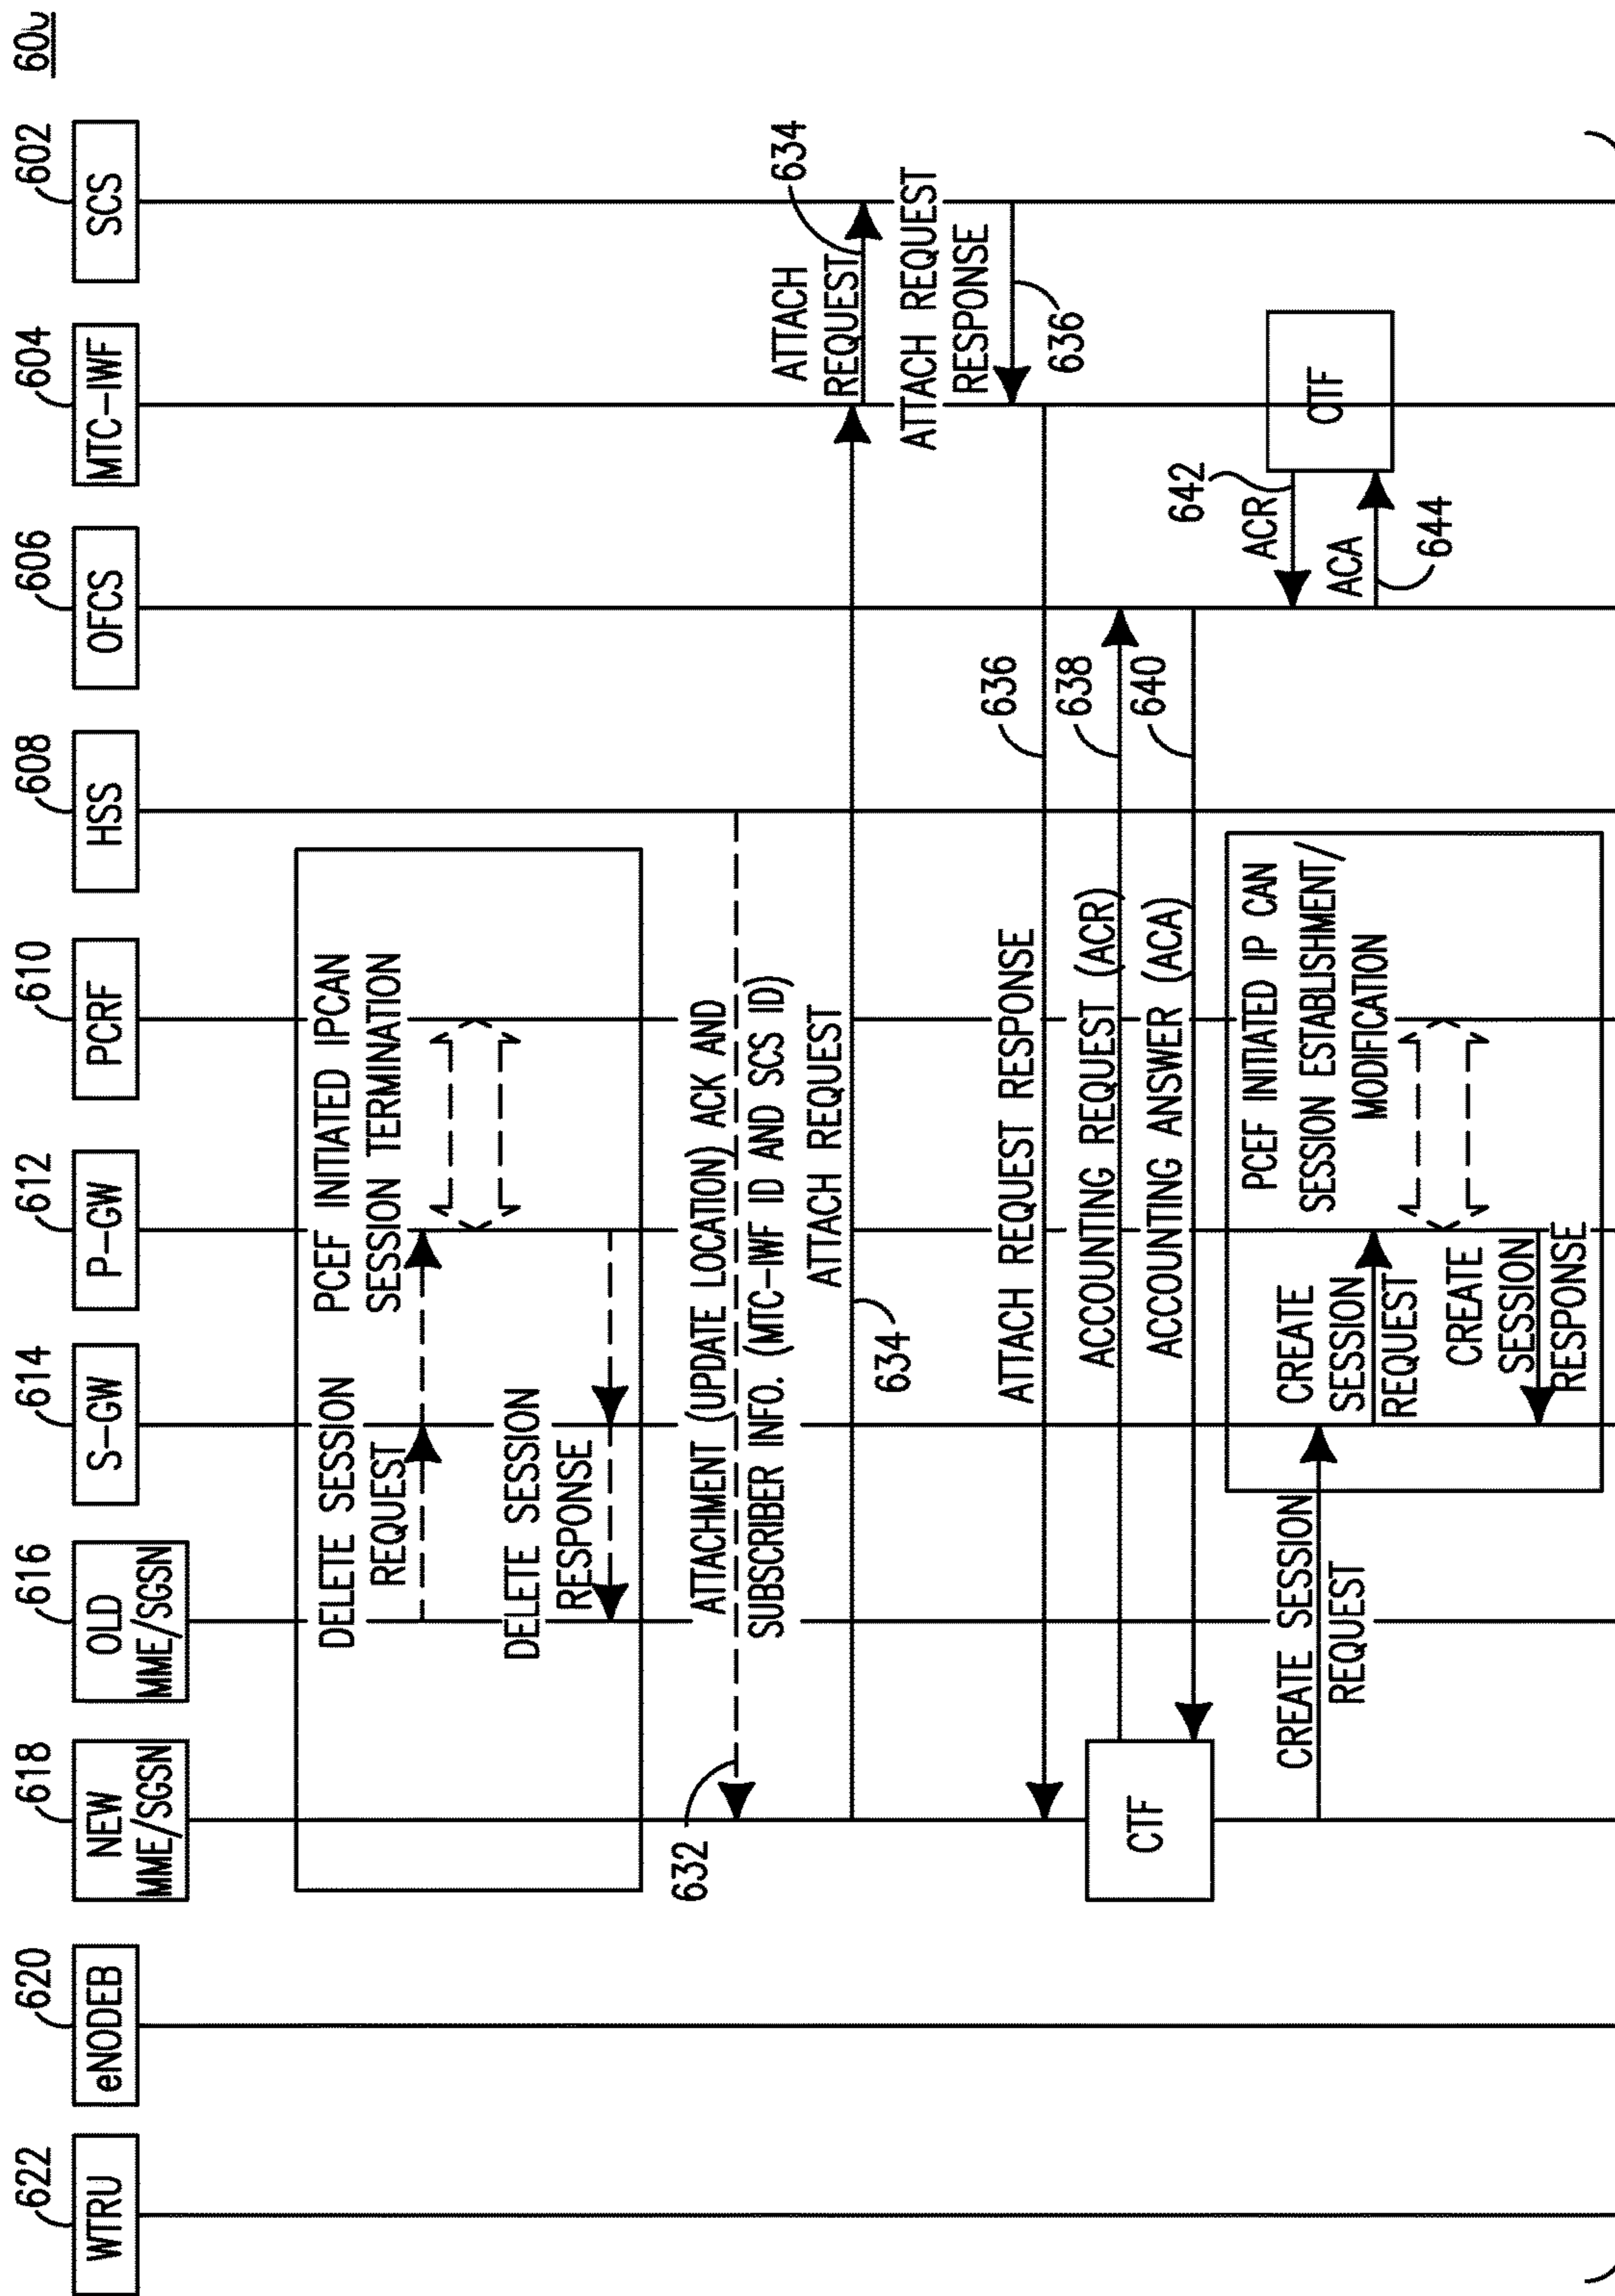 600
622
WTRU
620
eNODEB
618
NEW
MME/SGSN
616
OLD
MME/SGSN
614
S-GW
612
P-GW
610
PCRF
608
HSS
606
OFCS
604
MTC-IWF
602
SCS
DELETE SESSION
REQUEST
PCEF INITIATED IPCAN
SESSION TERMINATION
DELETE SESSION
RESPONSE
632
ATTACHMENT (UPDATE LOCATION) ACK AND
SUBSCRIBER INFO. (MTC-IWF ID AND SCS ID)
634
ATTACH REQUEST
ATTACH
REQUEST
634
ATTACH REQUEST
RESPONSE
636
ATTACH REQUEST RESPONSE
636
CTF
ACCOUNTING REQUEST (ACR)
638
ACCOUNTING ANSWER (ACA)
640
642
ACR
CTF
ACA
644
CREATE SESSION
REQUEST
PCEF INITIATED IP CAN
SESSION ESTABLISHMENT/
MODIFICATION
CREATE
SESSION
REQUEST
CREATE
SESSION
RESPONSE